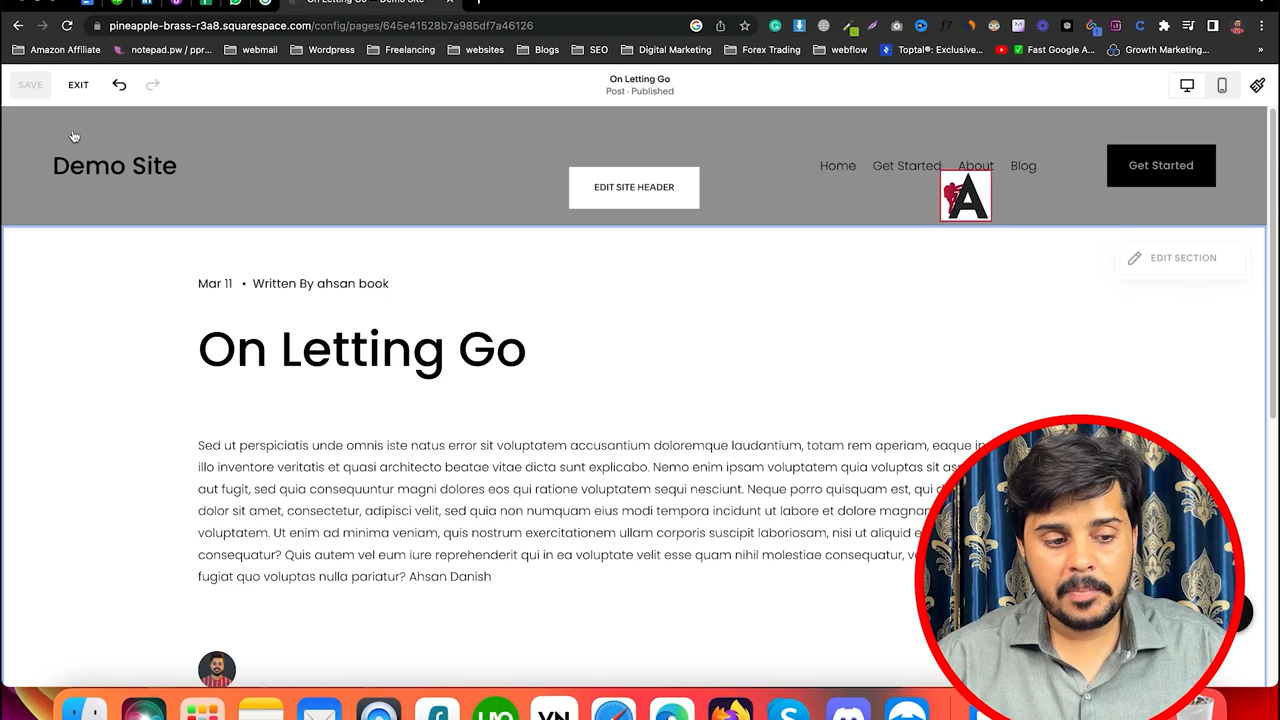 On Letting Go — Demo Site
pineapple-brass-r3a8.squarespace.com/config/pages/645e41528b7a985df7a46126
Amazon Affiliate
notepad.pw / ppr...
webmail
Wordpress
Freelancing
websites
Blogs
SEO
Digital Marketing
Forex Trading
webflow
Toptal®: Exclusive...
Fast Google A...
Growth Marketing...
»
SAVE
EXIT
On Letting Go
Post · Published
Demo Site
EDIT SITE HEADER
Home
Get Started
About
Blog
Get Started
A
EDIT SECTION
Mar 11 • Written By ahsan book
On Letting Go
Sed ut perspiciatis unde omnis iste natus error sit voluptatem accusantium doloremque laudantium, totam rem aperiam, eaque
illo inventore veritatis et quasi architecto beatae vitae dicta sunt explicabo. Nemo enim ipsam voluptatem quia voluptas sit
aut fugit, sed quia consequuntur magni dolores eos qui ratione voluptatem sequi nesciunt. Neque porro quisquam est, qui
dolor sit amet, consectetur, adipisci velit, sed quia non numquam eius modi tempora incidunt ut labore et dolore
voluptatem. Ut enim ad minima veniam, quis nostrum exercitationem ullam corporis suscipit laboriosam, nisi ut aliquid
consequatur? Quis autem vel eum iure reprehenderit qui in ea voluptate velit esse quam nihil molestiae consequatur,
fugiat quo voluptas nulla pariatur? Ahsan Danish
VN